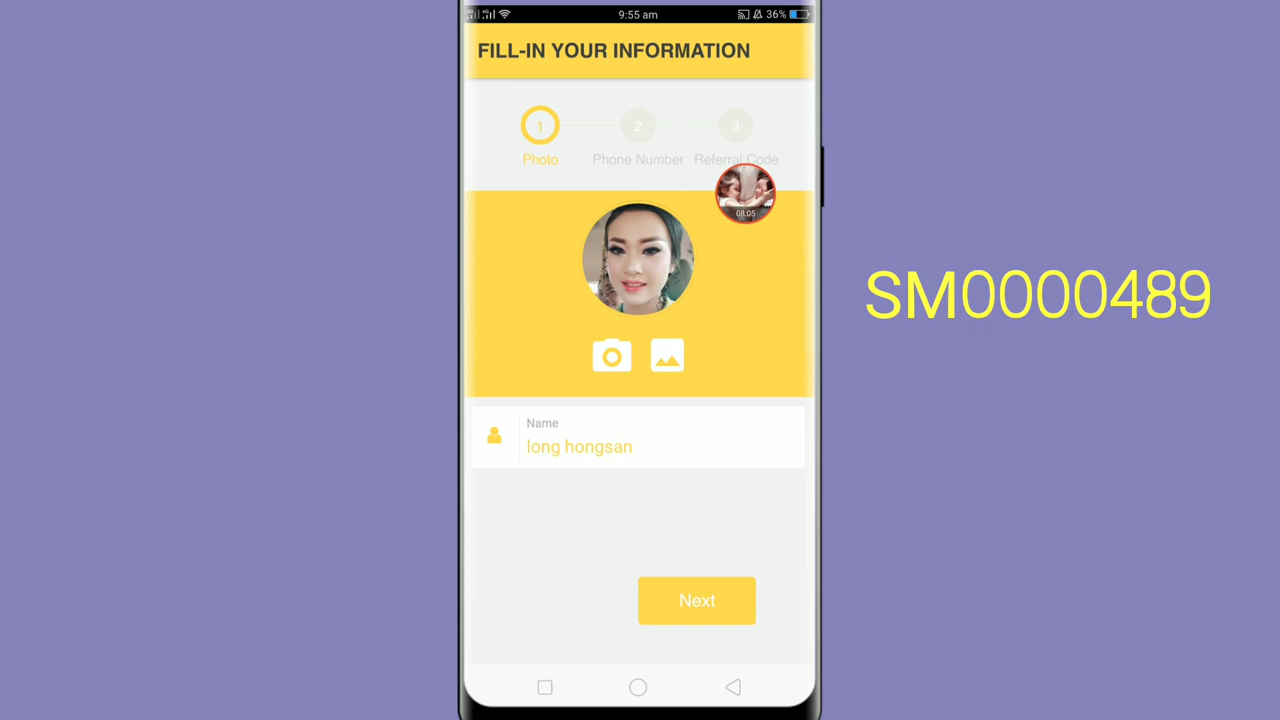 9:55 am
36%
FILL-IN YOUR INFORMATION
1
2
3
Photo
Phone Number
Referral Code
08:05
SM0000489
Name
long hongsan
Next